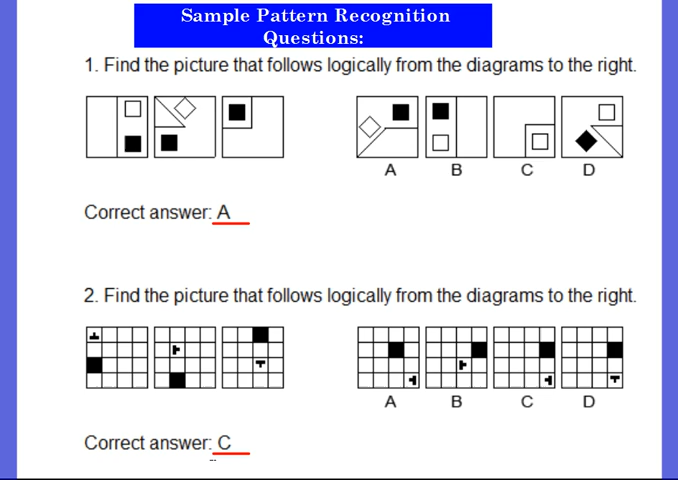 Sample Pattern Recognition
Questions:
1. Find the picture that follows logically from the diagrams to the right.
A B C D
Correct answer: A
2. Find the picture that follows logically from the diagrams to the right.
A B C D
Correct answer: C